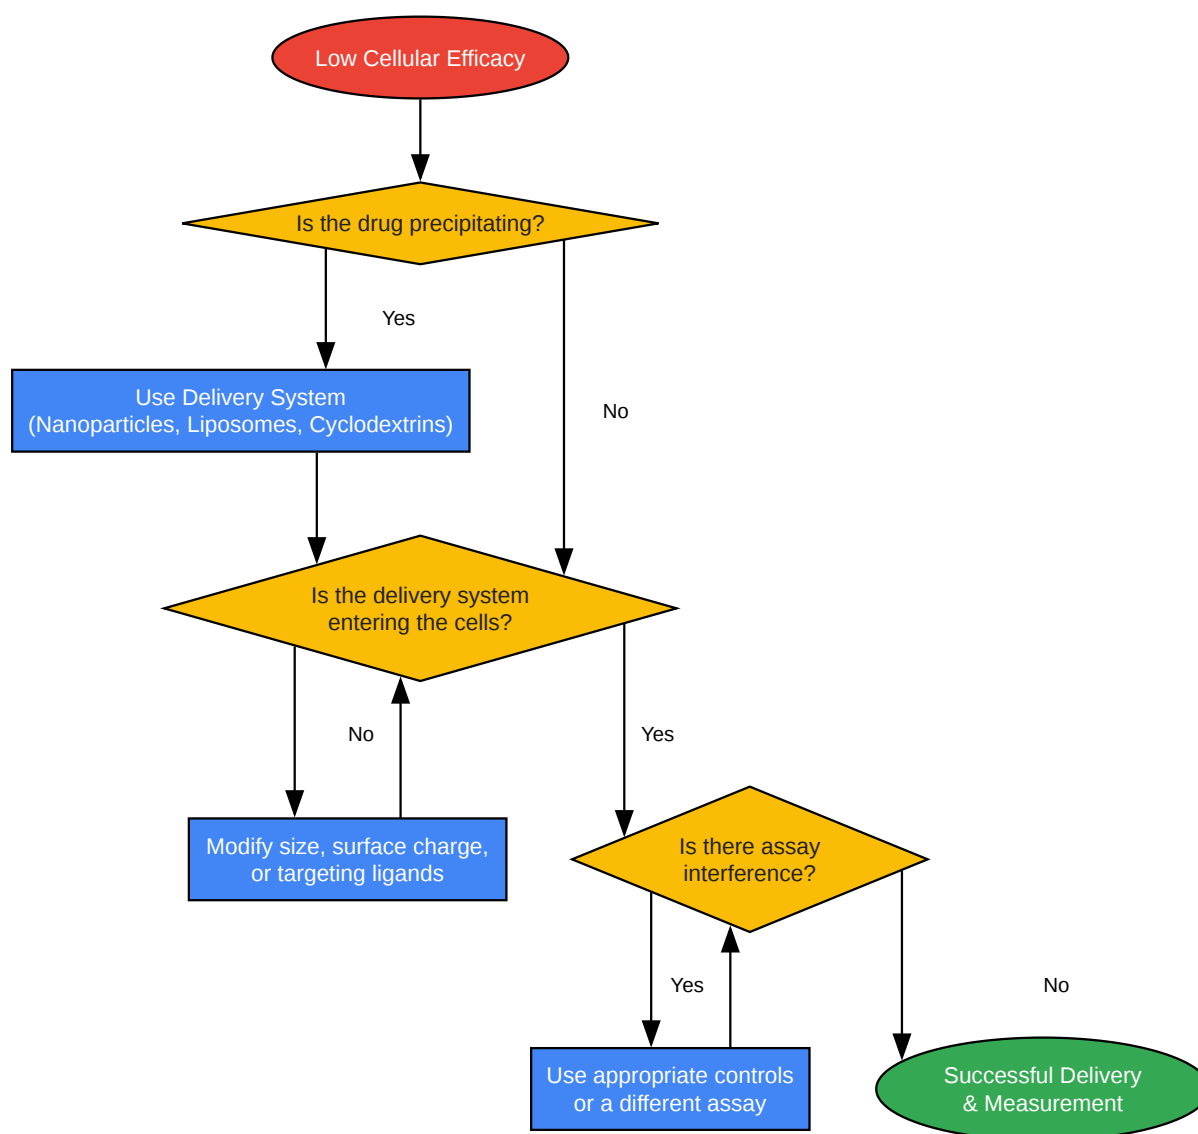 Low Cellular Efficacy
Is the drug precipitating?
Yes
Use Delivery System
(Nanoparticles, Liposomes, Cyclodextrins)
No
Is the delivery system
entering the cells?
No
Yes
Modify size, surface charge,
or targeting ligands
Is there assay
interference?
Yes
No
Use appropriate controls
or a different assay
Successful Delivery
& Measurement